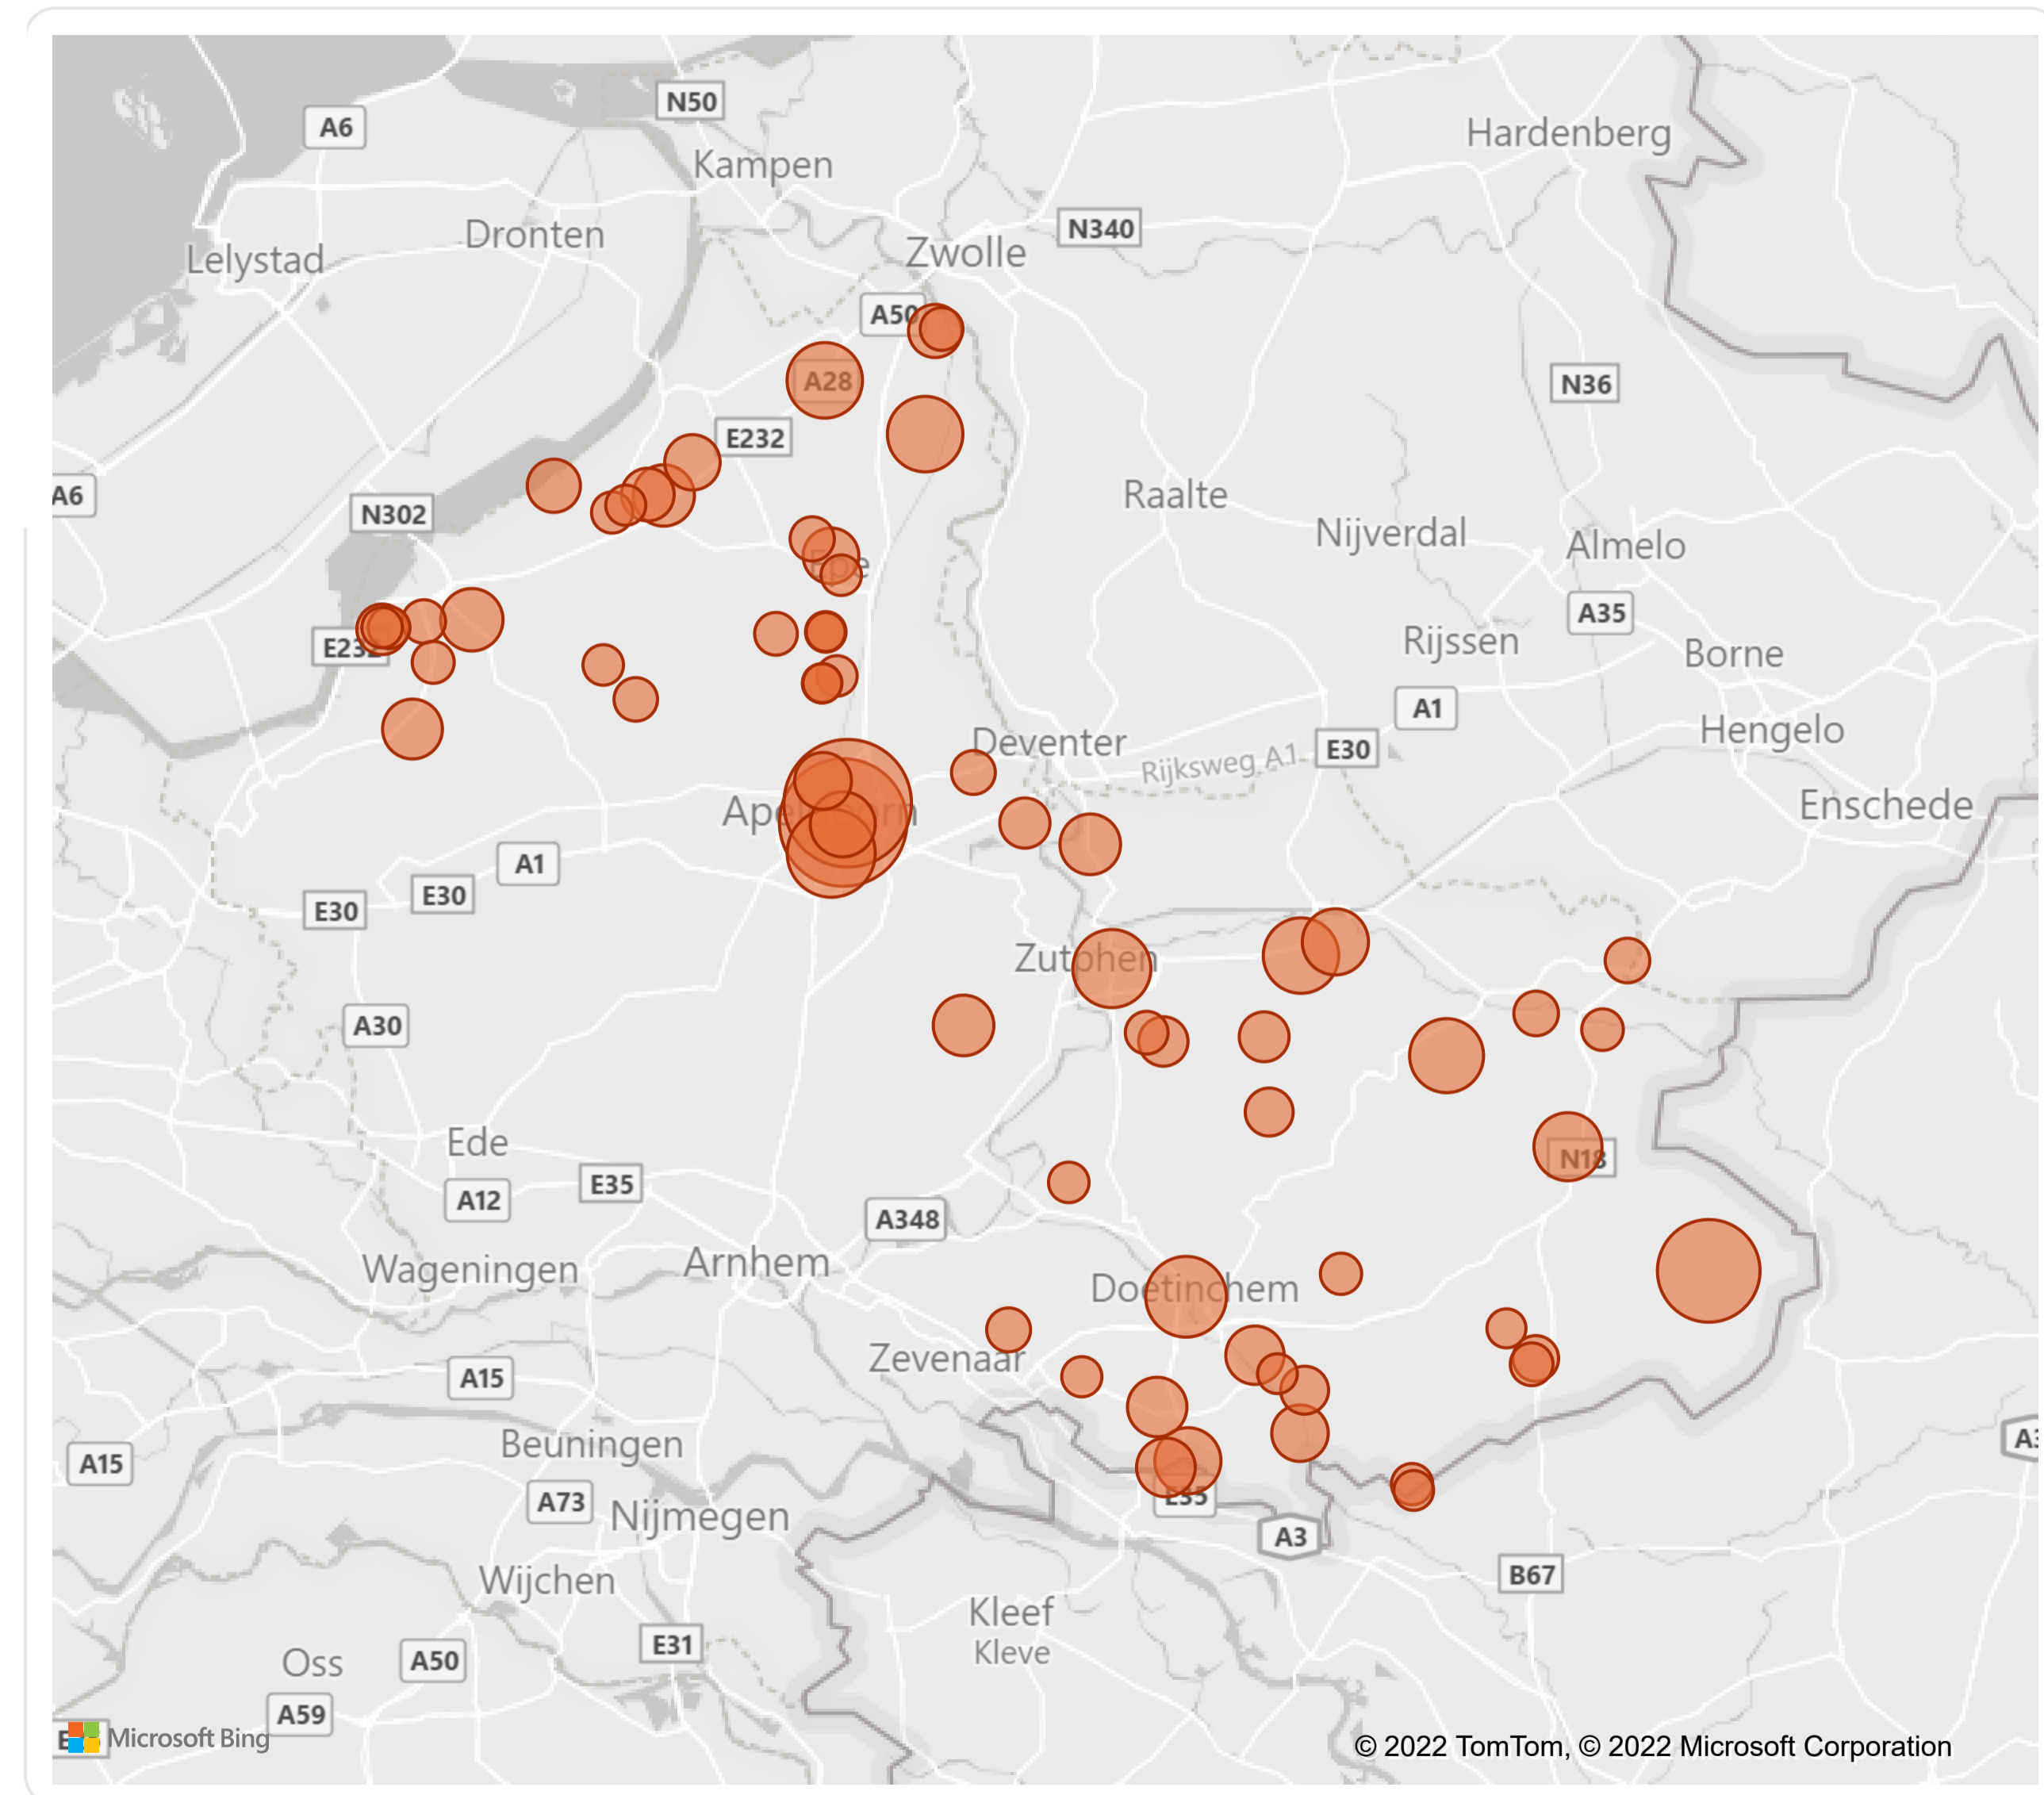 N50
A6
Hardenberg
Kampen
N340
Dronten
Zwolle
Lelystad
A50
A28
N36
E232
A6
Raalte
N302
Nijverdal
Almelo
Epe
A35
Rijssen
E232
Borne
A1
Hengelo
Deventer
E30
Rijksweg A1
Enschede
Apeldoorn
A1
E30
E30
Zutphen
A30
Ede
N18
E35
A12
A348
Arnhem
Wageningen
Doetinchem
Zevenaar
A15
Beuningen
A15
E35
A73
Nijmegen
A3
B67
Wijchen
Kleef
Kleve
E31
Oss
A50
A59
Microsoft Bing
© 2022 TomTom, © 2022 Microsoft Corporation